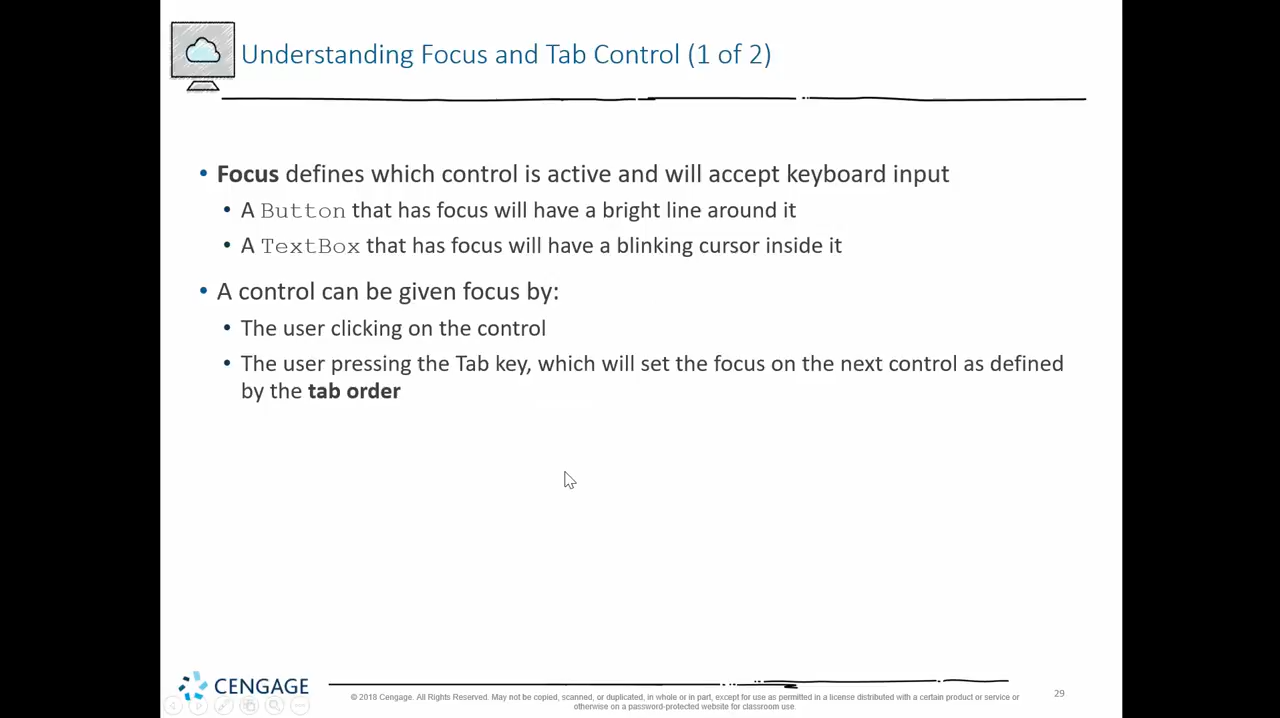 Understanding Focus and Tab Control (1 of 2)
• Focus defines which control is active and will accept keyboard input
• A Button that has focus will have a bright line around it
• A TextBox that has focus will have a blinking cursor inside it
• A control can be given focus by:
• The user clicking on the control
• The user pressing the Tab key, which will set the focus on the next control as defined
by the tab order
CENGAGE
© 2018 Cengage. All Rights Reserved. May not be copied, scanned, or duplicated, in whole or in part, except for use as permitted in a license distributed with a certain product or service or
otherwise on a password-protected website for classroom use.
29